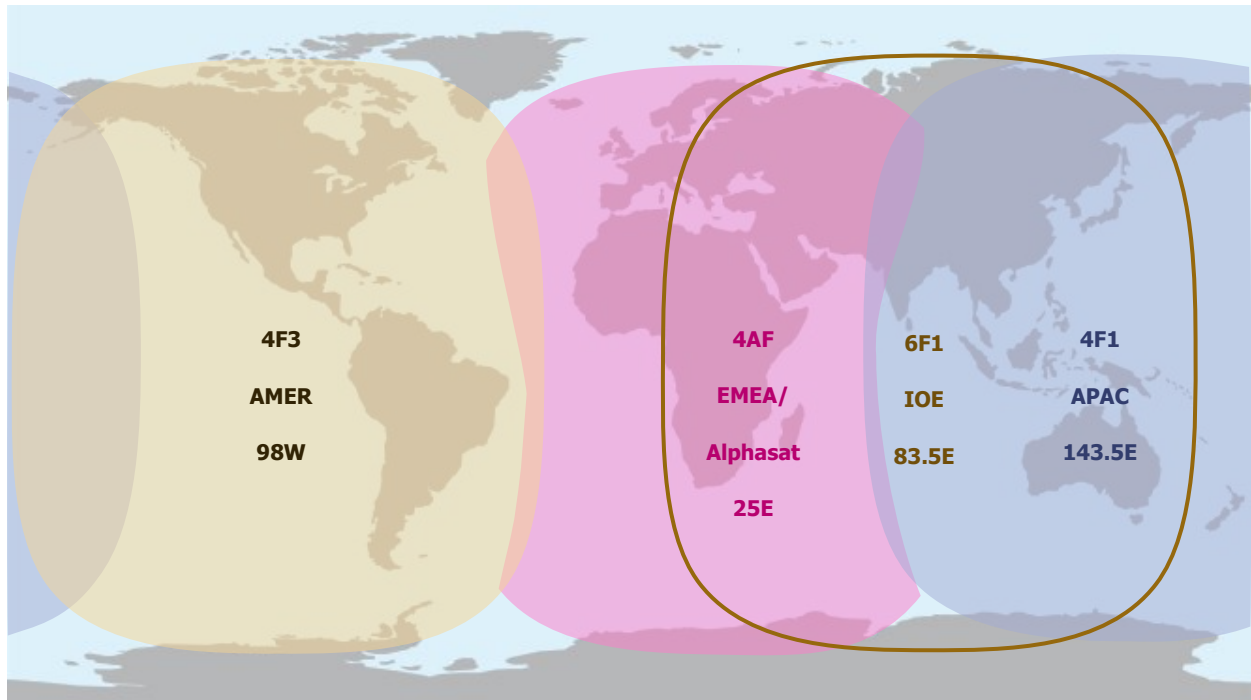 4F3
AMER
98W
4AF
EMEA/
Alphasat
25E
6F1
IOE
83.5E
4F1
APAC
143.5E